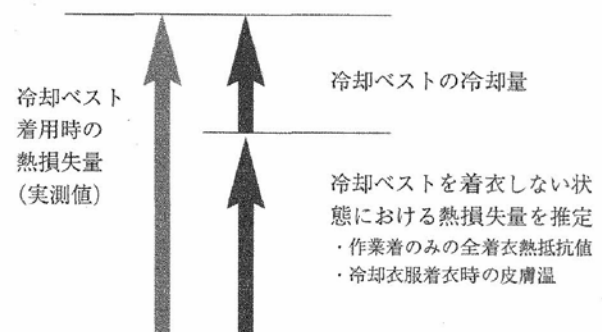 冷却ベスト
着用時の
熱損失量
(実測値)
冷却ベストの冷却量
冷却ベストを着衣しない状
態における熱損失量を推定
・作業着のみの全着衣熱抵抗値
・冷却衣服着衣時の皮膚温